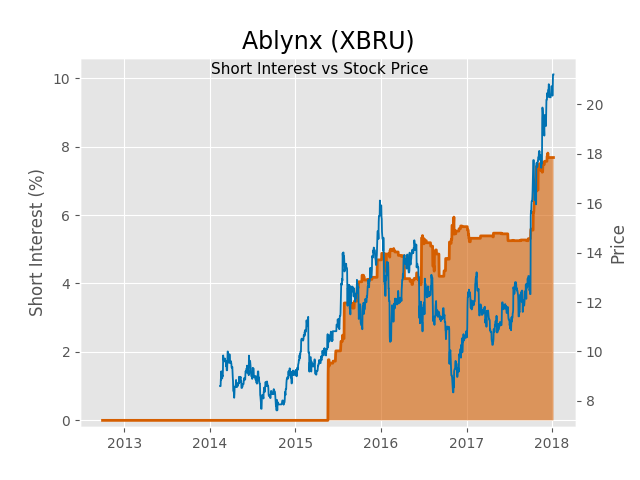 Ablynx (XBRU)
Short Interest vs Stock Price
10
8
6
4
2
0
Short Interest (%)
20
18
16
14
12
10
8
Price
2013 2014 2015 2016 2017 2018